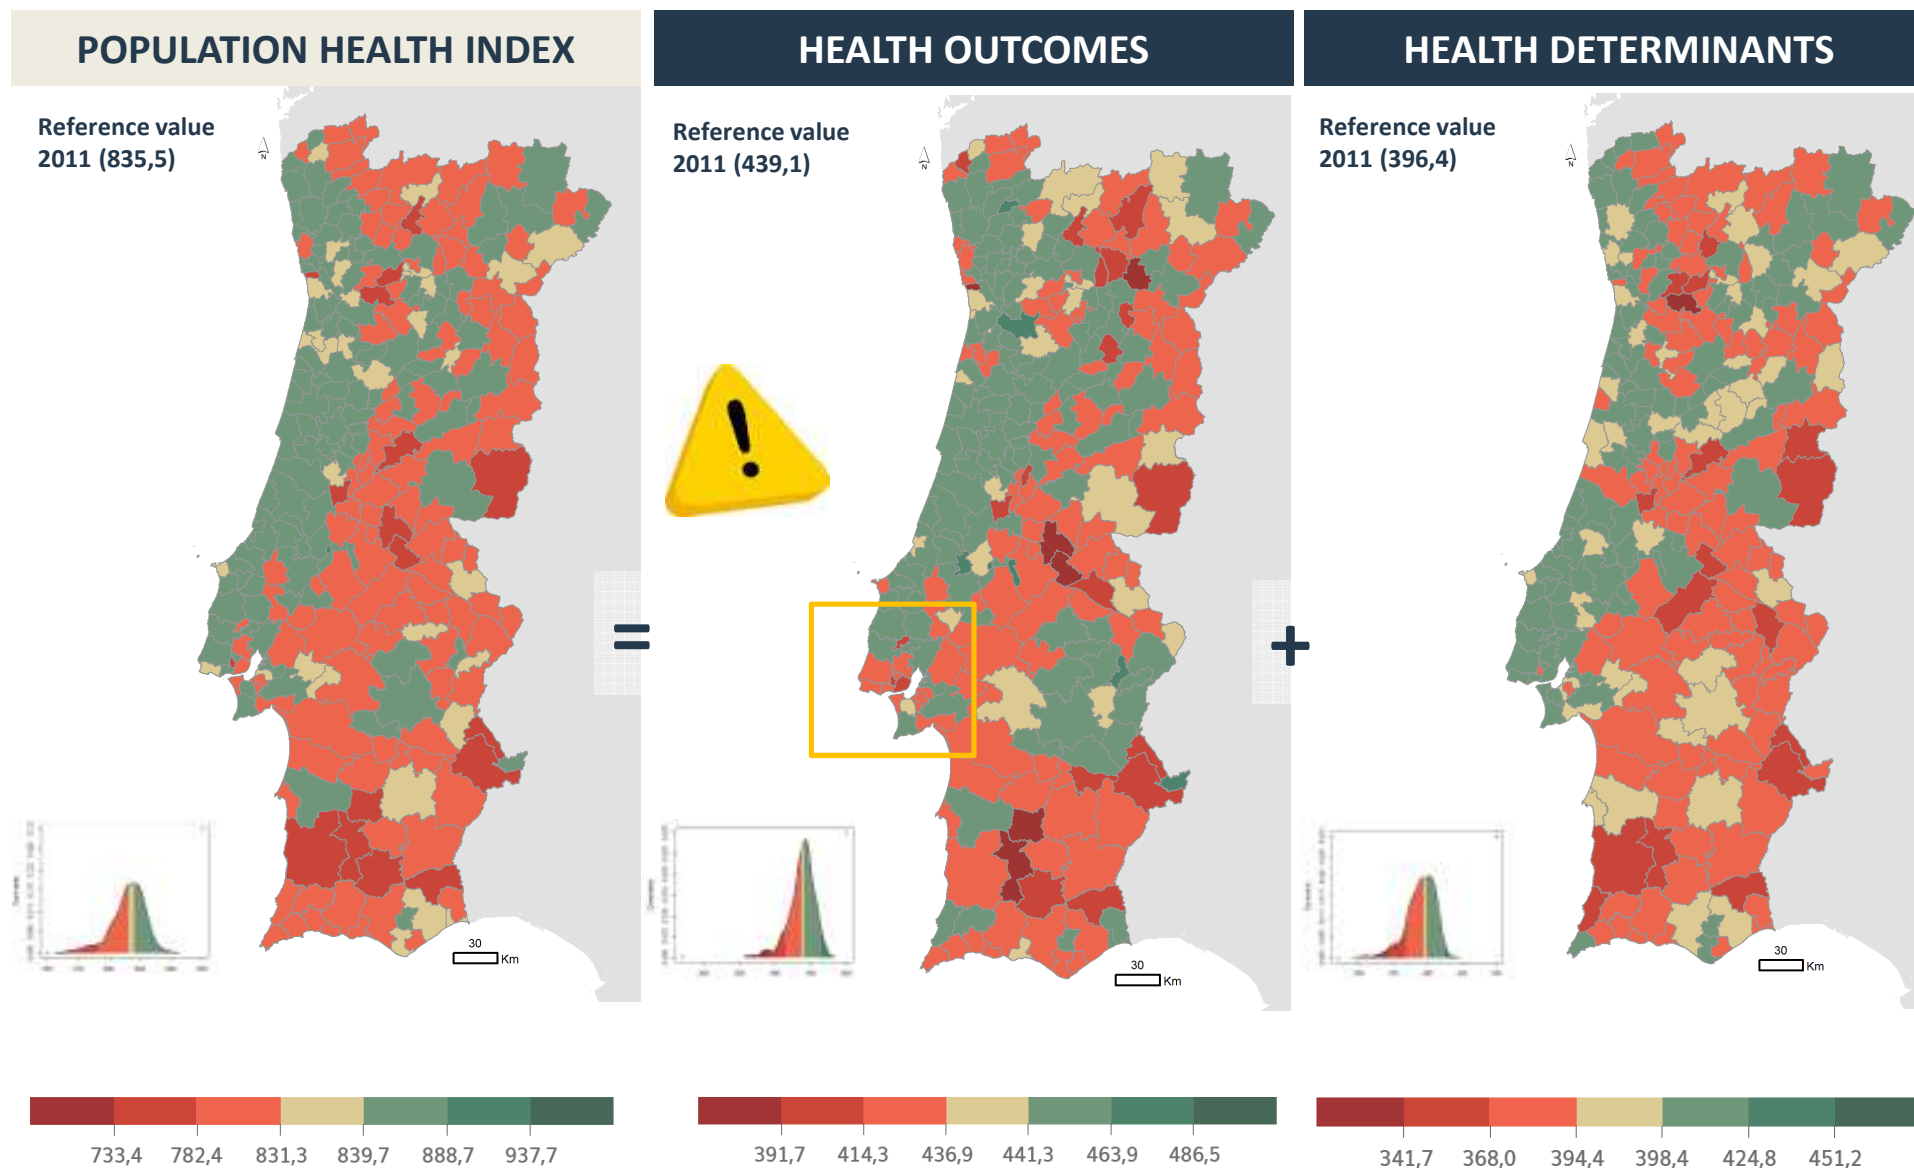 POPULATION HEALTH INDEX
Reference value
2011 (835,5)
N
30
Km
733,4 782,4 831,3 839,7 888,7 937,7
=
HEALTH OUTCOMES
Reference value
2011 (439,1)
N
!
30
Km
391,7 414,3 436,9 441,3 463,9 486,5
+
HEALTH DETERMINANTS
Reference value
2011 (396,4)
N
30
Km
341,7 368,0 394,4 398,4 424,8 451,2